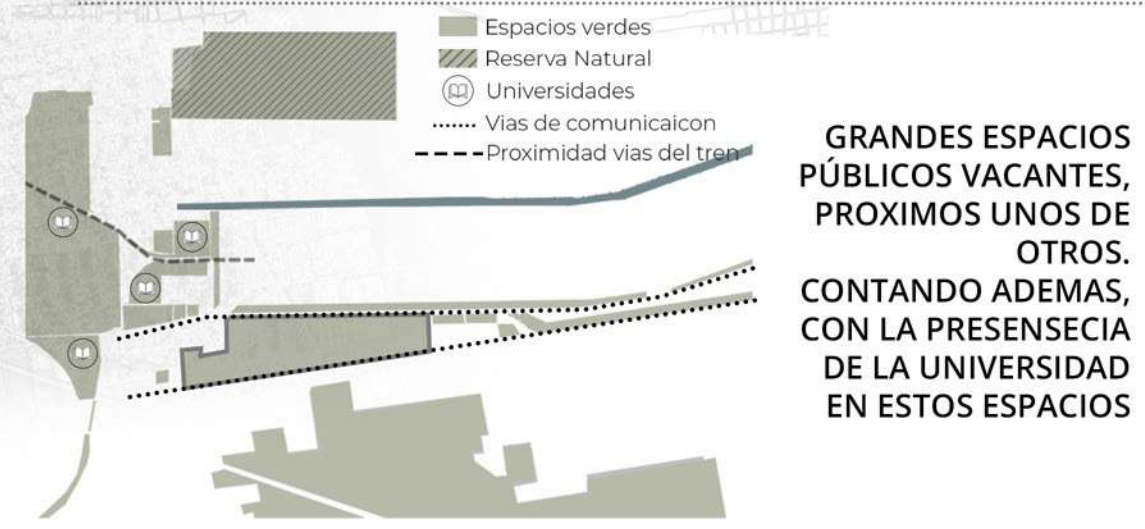 Espacios verdes
Reserva Natural
Universidades
Vias de comunicaicon
Proximidad vias del tren
GRANDES ESPACIOS
PÚBLICOS VACANTES,
PROXIMOS UNOS DE
OTROS.
CONTANDO ADEMAS,
CON LA PRESENSECIA
DE LA UNIVERSIDAD
EN ESTOS ESPACIOS